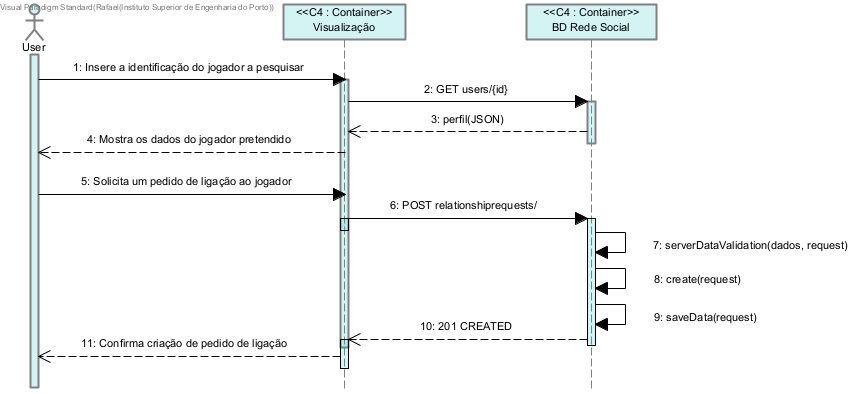 Visual Paradigm Standard(Rafael(Instituto Superior de Engenharia do Porto))
<<C4 : Container>>
Visualização
<<C4 : Container>>
BD Rede Social
User
1: Insere a identificação do jogador a pesquisar
2: GET users/{id}
3: perfil(JSON)
4: Mostra os dados do jogador pretendido
5: Solicita um pedido de ligação ao jogador
6: POST relationshiprequests/
7: serverDataValidation(dados, request)
8: create(request)
9: saveData(request)
10: 201 CREATED
11: Confirma criação de pedido de ligação